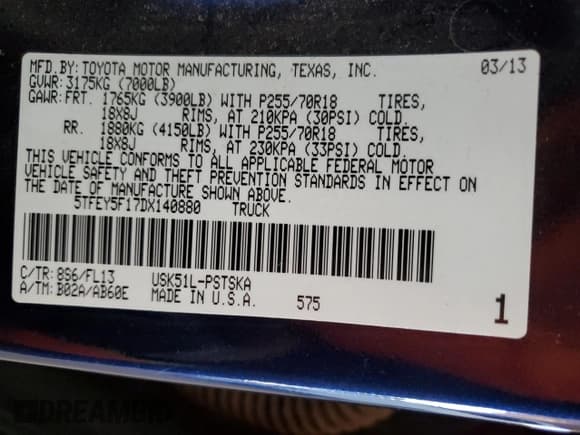 MFD.BY:TOYOTA MOTOR MANUFACTURING, TEXAS, INC. 03/13
GVWR:3175KG (7000LB)
GAWR:FRT. 1765KG (3900LB) WITH P255/70R18 TIRES,
18X8J RIMS, AT 210KPA (30PSI) COLD.
RR. 1880KG (4150LB) WITH P255/70R18 TIRES,
18X8J RIMS, AT 230KPA (33PSI) COLD.
THIS VEHICLE CONFORMS TO ALL APPLICABLE FEDERAL MOTOR
VEHICLE SAFETY AND THEFT PREVENTION STANDARDS IN EFFECT ON
THE DATE OF MANUFACTURE SHOWN ABOVE.
5TFEY5F17DX140880 TRUCK
C/TR:8S6/FL13 USK51L-PSTSKA
A/TM:B02A/AB60E MADE IN U.S.A. 575 1
DREAMBID